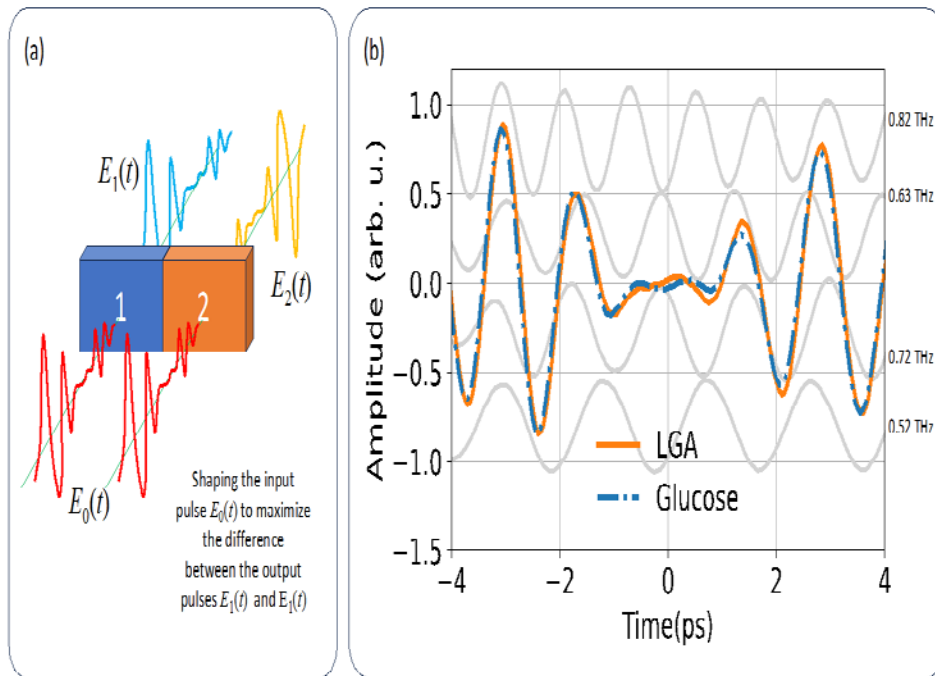 (a)
E₁(t)
E₂(t)
1
2
E₀(t)
Shaping the input
pulse E₀(t) to maximize
the difference
between the output
pulses E₁(t) and E₁(t)
(b)
Amplitude (arb. u.)
1.0
0.5
0.0
−0.5
−1.0
−1.5
0.82 THz
0.63 THz
0.72 THz
0.52 THz
LGA
Glucose
−4
−2
0
2
4
Time(ps)